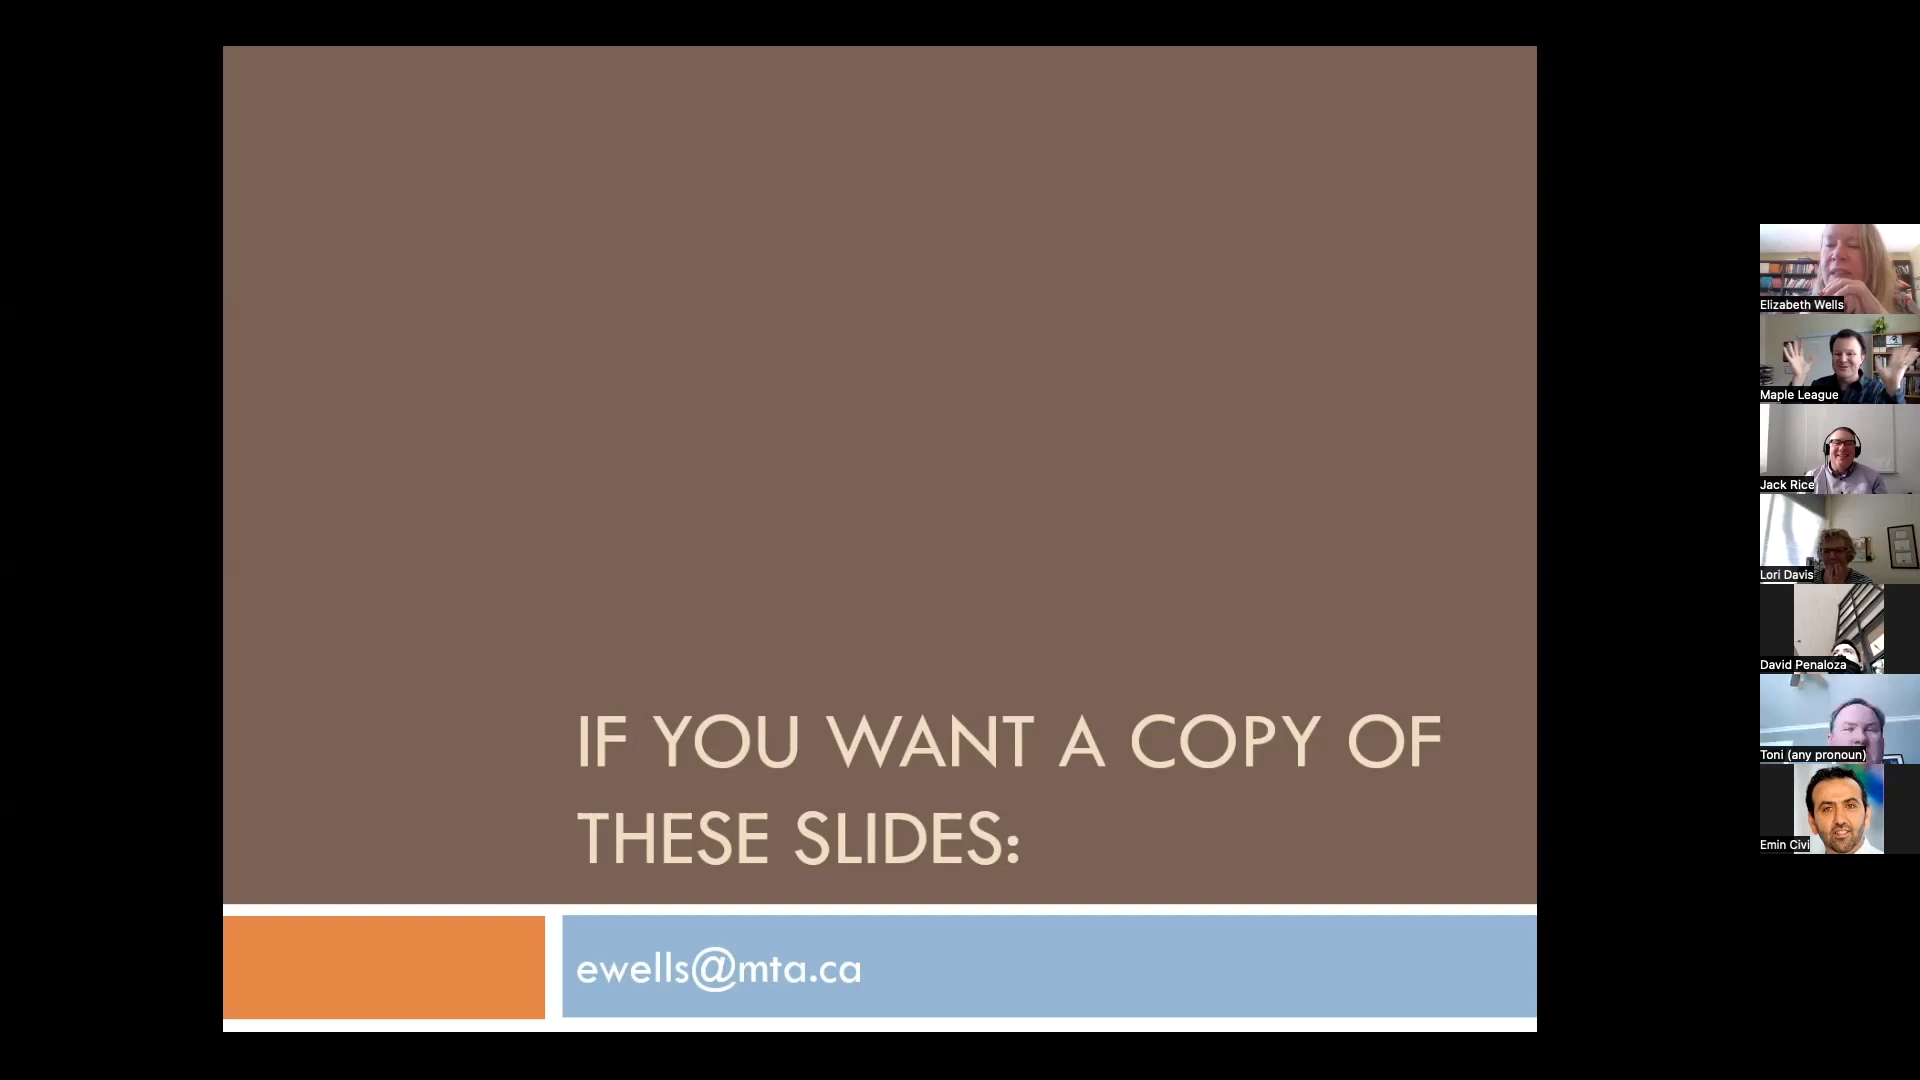 IF YOU WANT A COPY OF
THESE SLIDES:
ewells@mta.ca
Elizabeth Wells
Maple League
Jack Rice
Lori Davis
David Penaloza
Toni (any pronoun)
Emin Civi